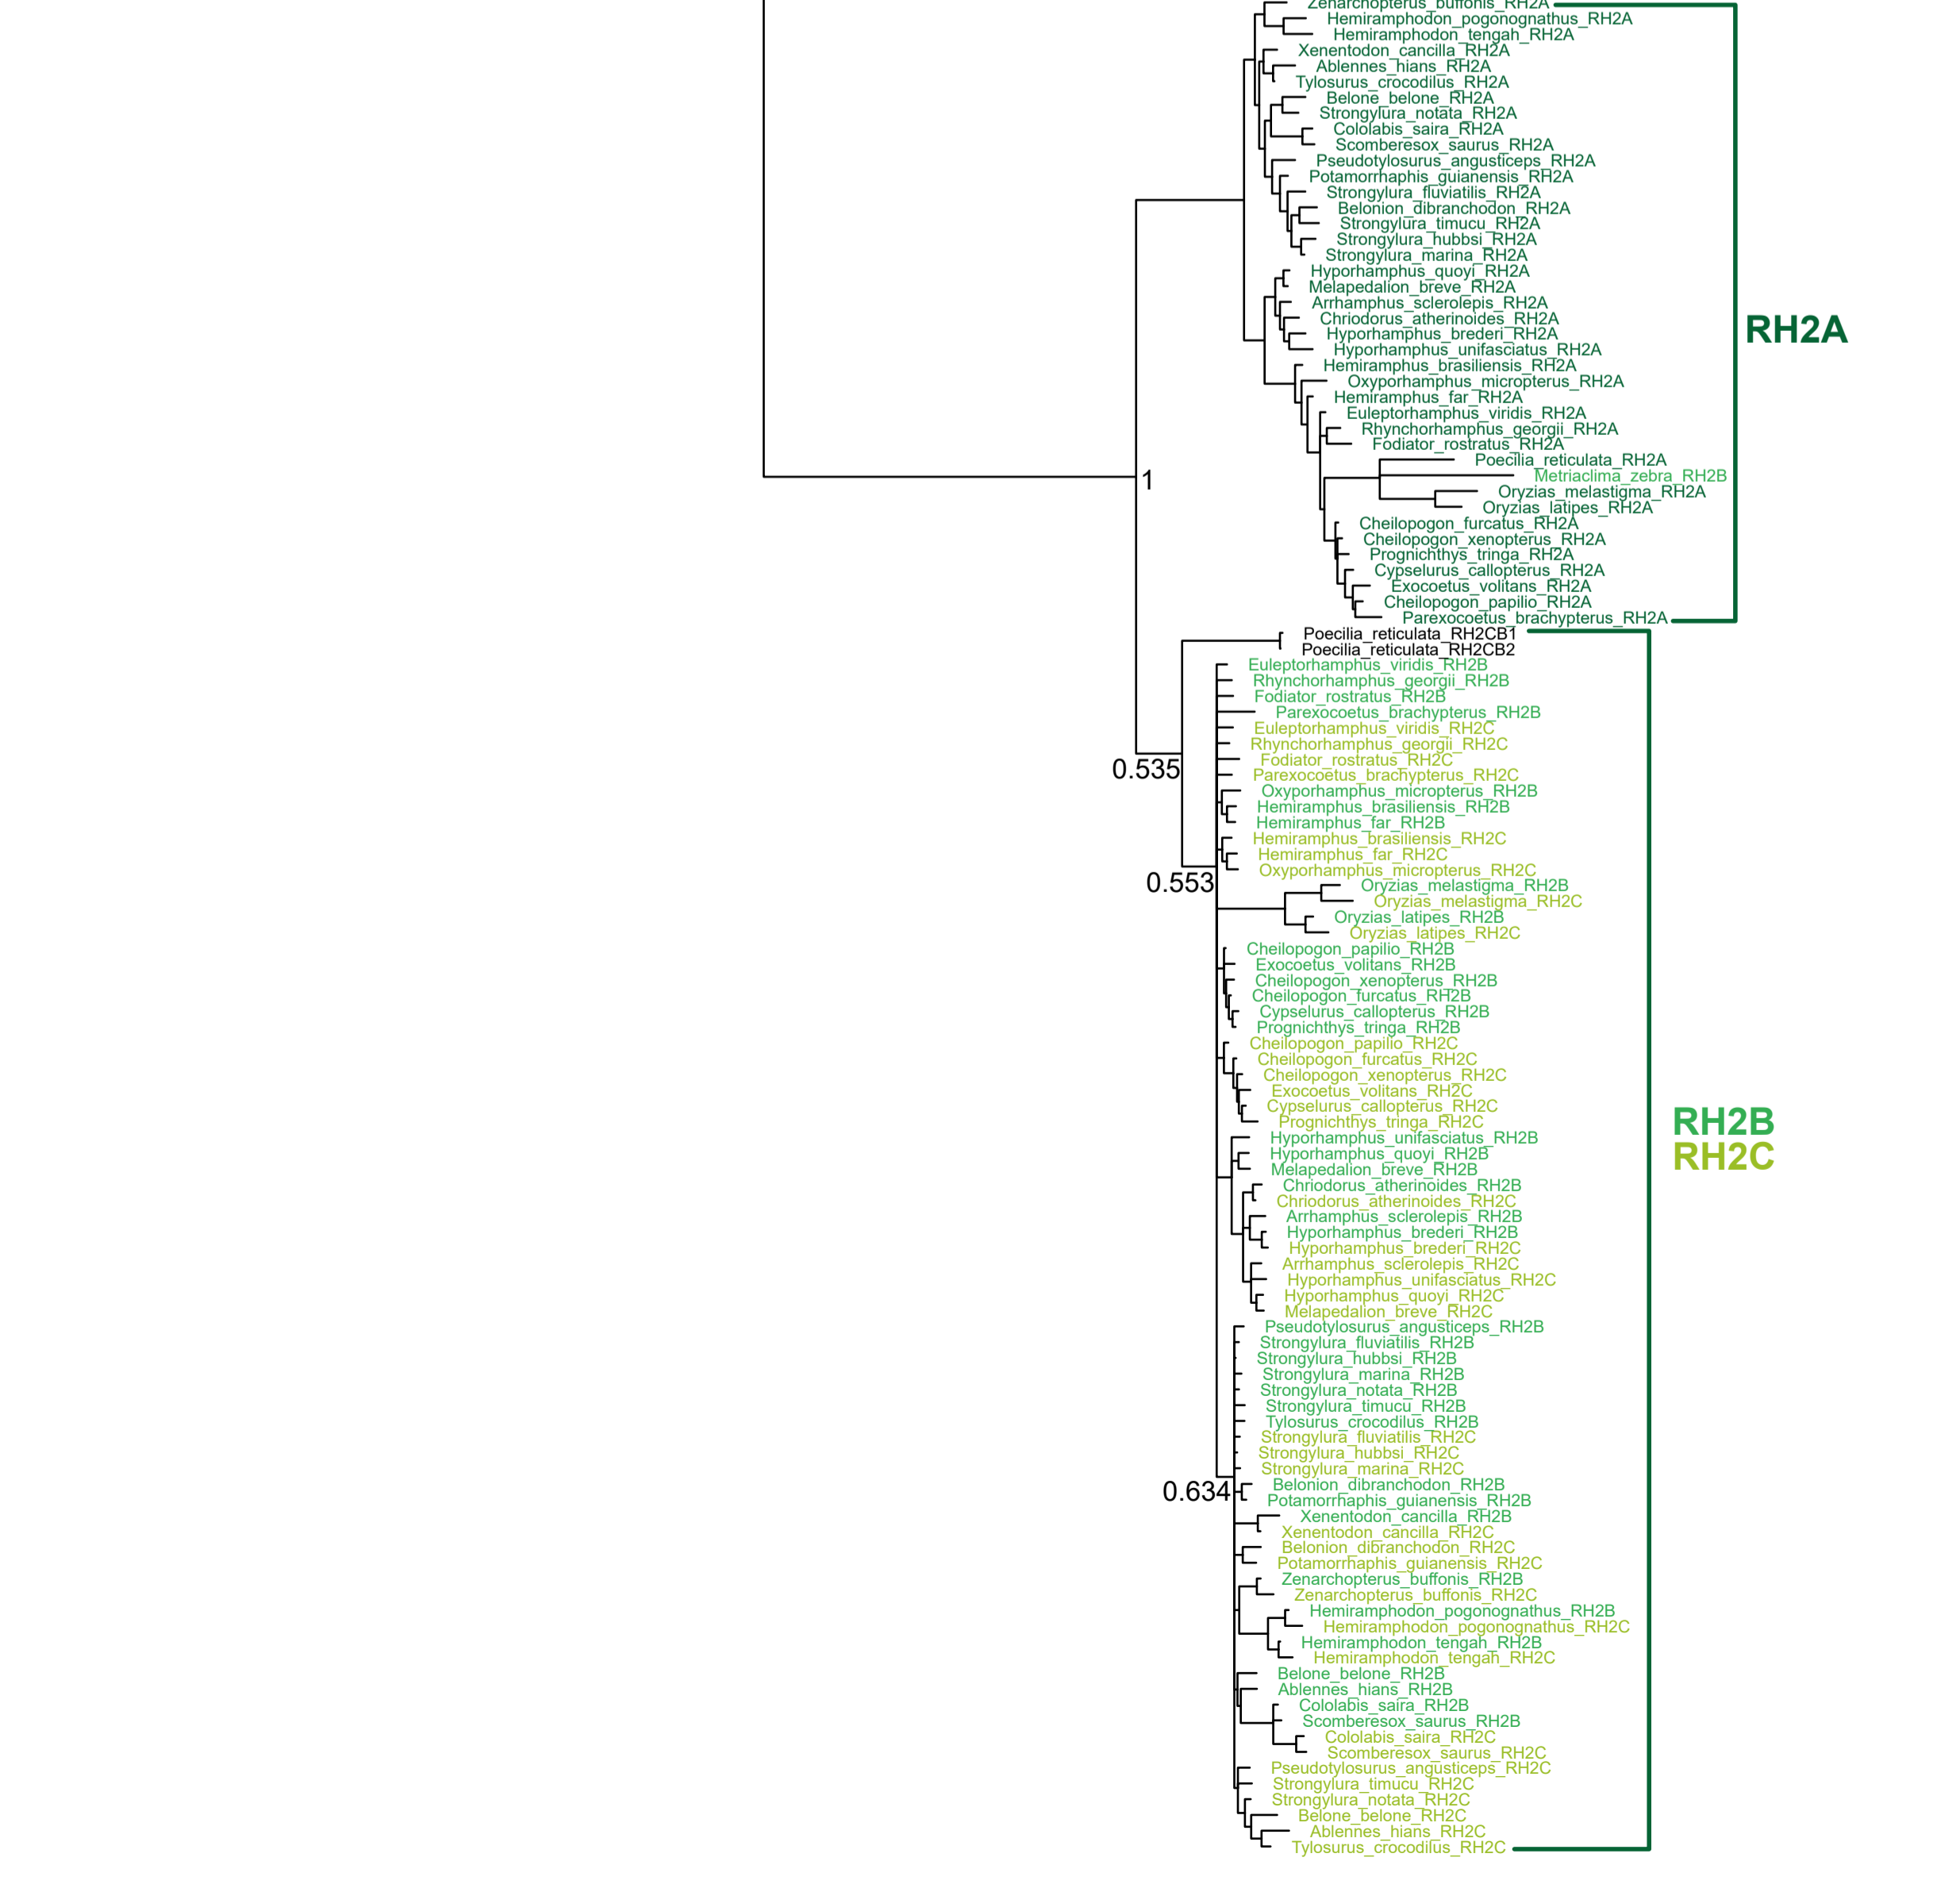 Zenarchopterus_buffonis_RH2A
Hemiramphodon_pogonognathus_RH2A
Hemiramphodon_tengah_RH2A
Xenentodon_cancilla_RH2A
Ablennes_hians_RH2A
Tylosurus_crocodilus_RH2A
Belone_belone_RH2A
Strongylura_notata_RH2A
Cololabis_saira_RH2A
Scomberesox_saurus_RH2A
Pseudotylosurus_angusticeps_RH2A
Potamorrhaphis_guianensis_RH2A
Strongylura_fluviatilis_RH2A
Belonion_dibranchodon_RH2A
Strongylura_timucu_RH2A
Strongylura_hubbsi_RH2A
Strongylura_marina_RH2A
Hyporhamphus_quoyi_RH2A
Melapedalion_breve_RH2A
Arrhamphus_sclerolepis_RH2A
Chriodorus_atherinoides_RH2A
RH2A
Hyporhamphus_brederi_RH2A
Hyporhamphus_unifasciatus_RH2A
Hemiramphus_brasiliensis_RH2A
Oxyporhamphus_micropterus_RH2A
Hemiramphus_far_RH2A
Euleptorhamphus_viridis_RH2A
Rhynchorhamphus_georgii_RH2A
Fodiator_rostratus_RH2A
Poecilia_reticulata_RH2A
Metriaclima_zebra_RH2B
1
Oryzias_melastigma_RH2A
Oryzias_latipes_RH2A
Cheilopogon_furcatus_RH2A
Cheilopogon_xenopterus_RH2A
Prognichthys_tringa_RH2A
Cypselurus_callopterus_RH2A
Exocoetus_volitans_RH2A
Cheilopogon_papilio_RH2A
Parexocoetus_brachypterus_RH2A
Poecilia_reticulata_RH2CB1
Poecilia_reticulata_RH2CB2
Euleptorhamphus_viridis_RH2B
Rhynchorhamphus_georgii_RH2B
Fodiator_rostratus_RH2B
Parexocoetus_brachypterus_RH2B
Euleptorhamphus_viridis_RH2C
Rhynchorhamphus_georgii_RH2C
Fodiator_rostratus_RH2C
0.535
Parexocoetus_brachypterus_RH2C
Oxyporhamphus_micropterus_RH2B
Hemiramphus_brasiliensis_RH2B
Hemiramphus_far_RH2B
Hemiramphus_brasiliensis_RH2C
Hemiramphus_far_RH2C
Oxyporhamphus_micropterus_RH2C
0.553
Oryzias_melastigma_RH2B
Oryzias_melastigma_RH2C
Oryzias_latipes_RH2B
Oryzias_latipes_RH2C
Cheilopogon_papilio_RH2B
Exocoetus_volitans_RH2B
Cheilopogon_xenopterus_RH2B
Cheilopogon_furcatus_RH2B
Cypselurus_callopterus_RH2B
Prognichthys_tringa_RH2B
Cheilopogon_papilio_RH2C
Cheilopogon_furcatus_RH2C
Cheilopogon_xenopterus_RH2C
Exocoetus_volitans_RH2C
Cypselurus_callopterus_RH2C
Prognichthys_tringa_RH2C
RH2B
Hyporhamphus_unifasciatus_RH2B
Hyporhamphus_quoyi_RH2B
RH2C
Melapedalion_breve_RH2B
Chriodorus_atherinoides_RH2B
Chriodorus_atherinoides_RH2C
Arrhamphus_sclerolepis_RH2B
Hyporhamphus_brederi_RH2B
Hyporhamphus_brederi_RH2C
Arrhamphus_sclerolepis_RH2C
Hyporhamphus_unifasciatus_RH2C
Hyporhamphus_quoyi_RH2C
Melapedalion_breve_RH2C
Pseudotylosurus_angusticeps_RH2B
Strongylura_fluviatilis_RH2B
Strongylura_hubbsi_RH2B
Strongylura_marina_RH2B
Strongylura_notata_RH2B
Strongylura_timucu_RH2B
Tylosurus_crocodilus_RH2B
Strongylura_fluviatilis_RH2C
Strongylura_hubbsi_RH2C
Strongylura_marina_RH2C
Belonion_dibranchodon_RH2B
0.634
Potamorrhaphis_guianensis_RH2B
Xenentodon_cancilla_RH2B
Xenentodon_cancilla_RH2C
Belonion_dibranchodon_RH2C
Potamorrhaphis_guianensis_RH2C
Zenarchopterus_buffonis_RH2B
Zenarchopterus_buffonis_RH2C
Hemiramphodon_pogonognathus_RH2B
Hemiramphodon_pogonognathus_RH2C
Hemiramphodon_tengah_RH2B
Hemiramphodon_tengah_RH2C
Belone_belone_RH2B
Ablennes_hians_RH2B
Cololabis_saira_RH2B
Scomberesox_saurus_RH2B
Cololabis_saira_RH2C
Scomberesox_saurus_RH2C
Pseudotylosurus_angusticeps_RH2C
Strongylura_timucu_RH2C
Strongylura_notata_RH2C
Belone_belone_RH2C
Ablennes_hians_RH2C
Tylosurus_crocodilus_RH2C